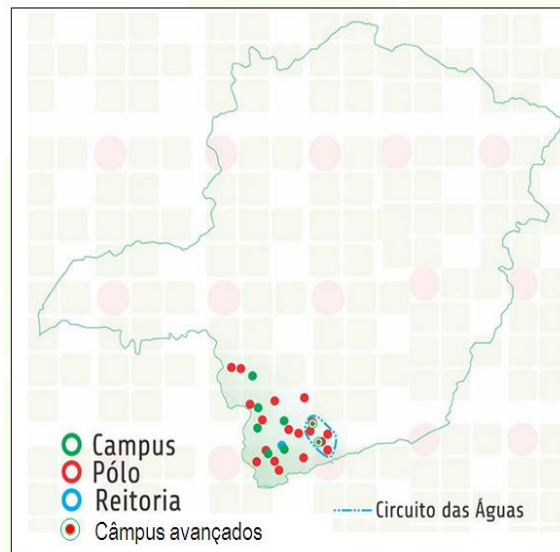 Campus
Pólo
Reitoria
Câmpus avançados
Circuito das Águas